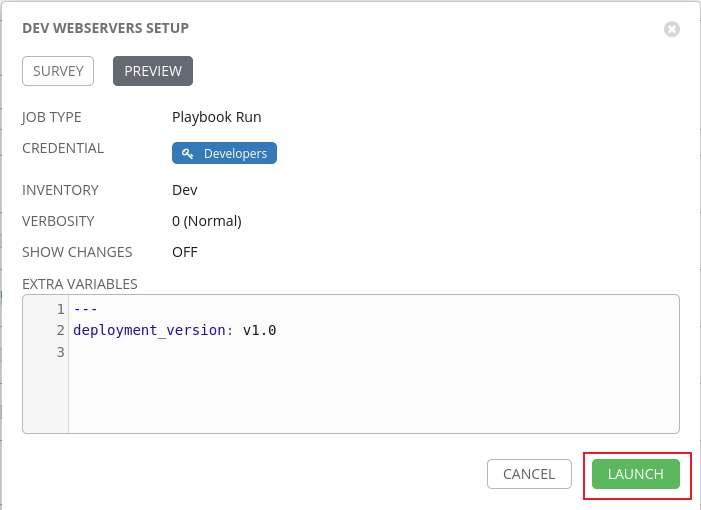 DEV WEBSERVERS SETUP
SURVEY PREVIEW
JOB TYPE Playbook Run
CREDENTIAL Developers
INVENTORY Dev
VERBOSITY 0 (Normal)
SHOW CHANGES OFF
EXTRA VARIABLES
1 ---
2 deployment_version: v1.0
3
CANCEL LAUNCH